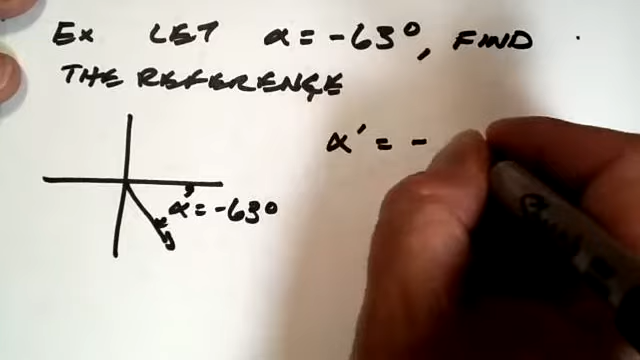 Ex LET α = -63°, FIND
THE REFERENCE
α' = -
α' = -63°